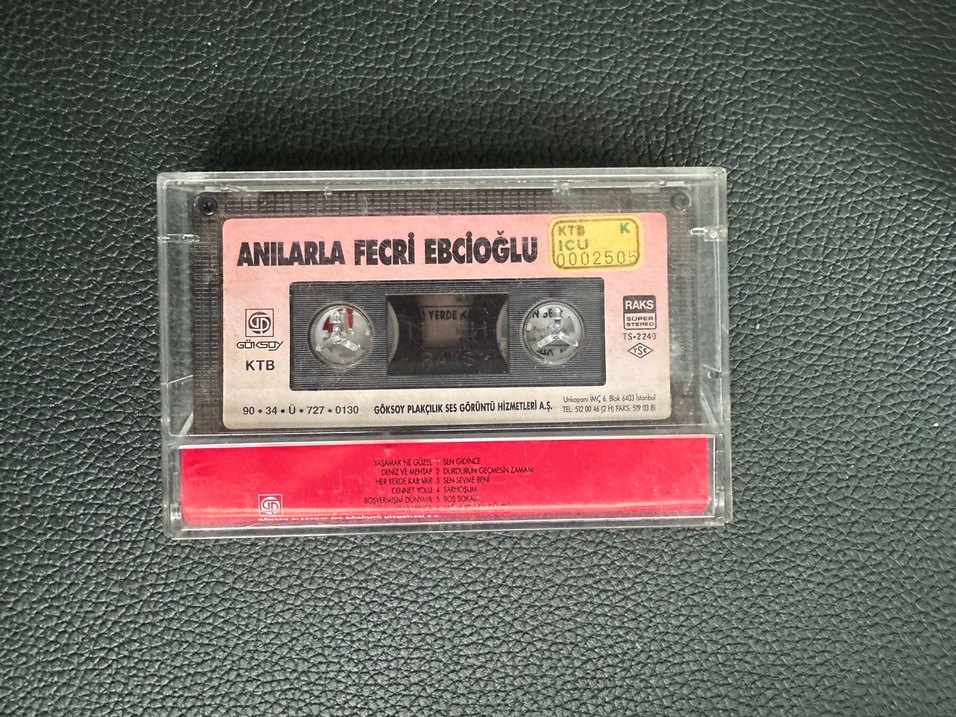 ANILARLA FECRİ EBCİOĞLU
KTB K
ICU
0002505
GÖKSOY
KTB
YERDE
RAKS
SÜPER
STEREO
TS•2240
TSE
90 • 34 • Ü • 727 • 0130
GÖKSOY PLAKÇILIK SES GÖRÜNTÜ HİZMETLERİ A.Ş.
Unkapanı İMÇ 6. Blok 6403 İstanbul
TEL: 512 00 46 (2 H) FAKS: 519 03 81
YAŞAMAK NE GÜZEL 1 SEN GİDİNCE
DENİZ VE MEHTAP 2 DURDURUN GEÇMESİN ZAMANI
HER YERDE KAR VAR 3 SEN SEVME BENİ
CENNET YOLU 4 SARHOŞUM
BOŞVERMİŞİM DÜNYAYA 5 BOŞ